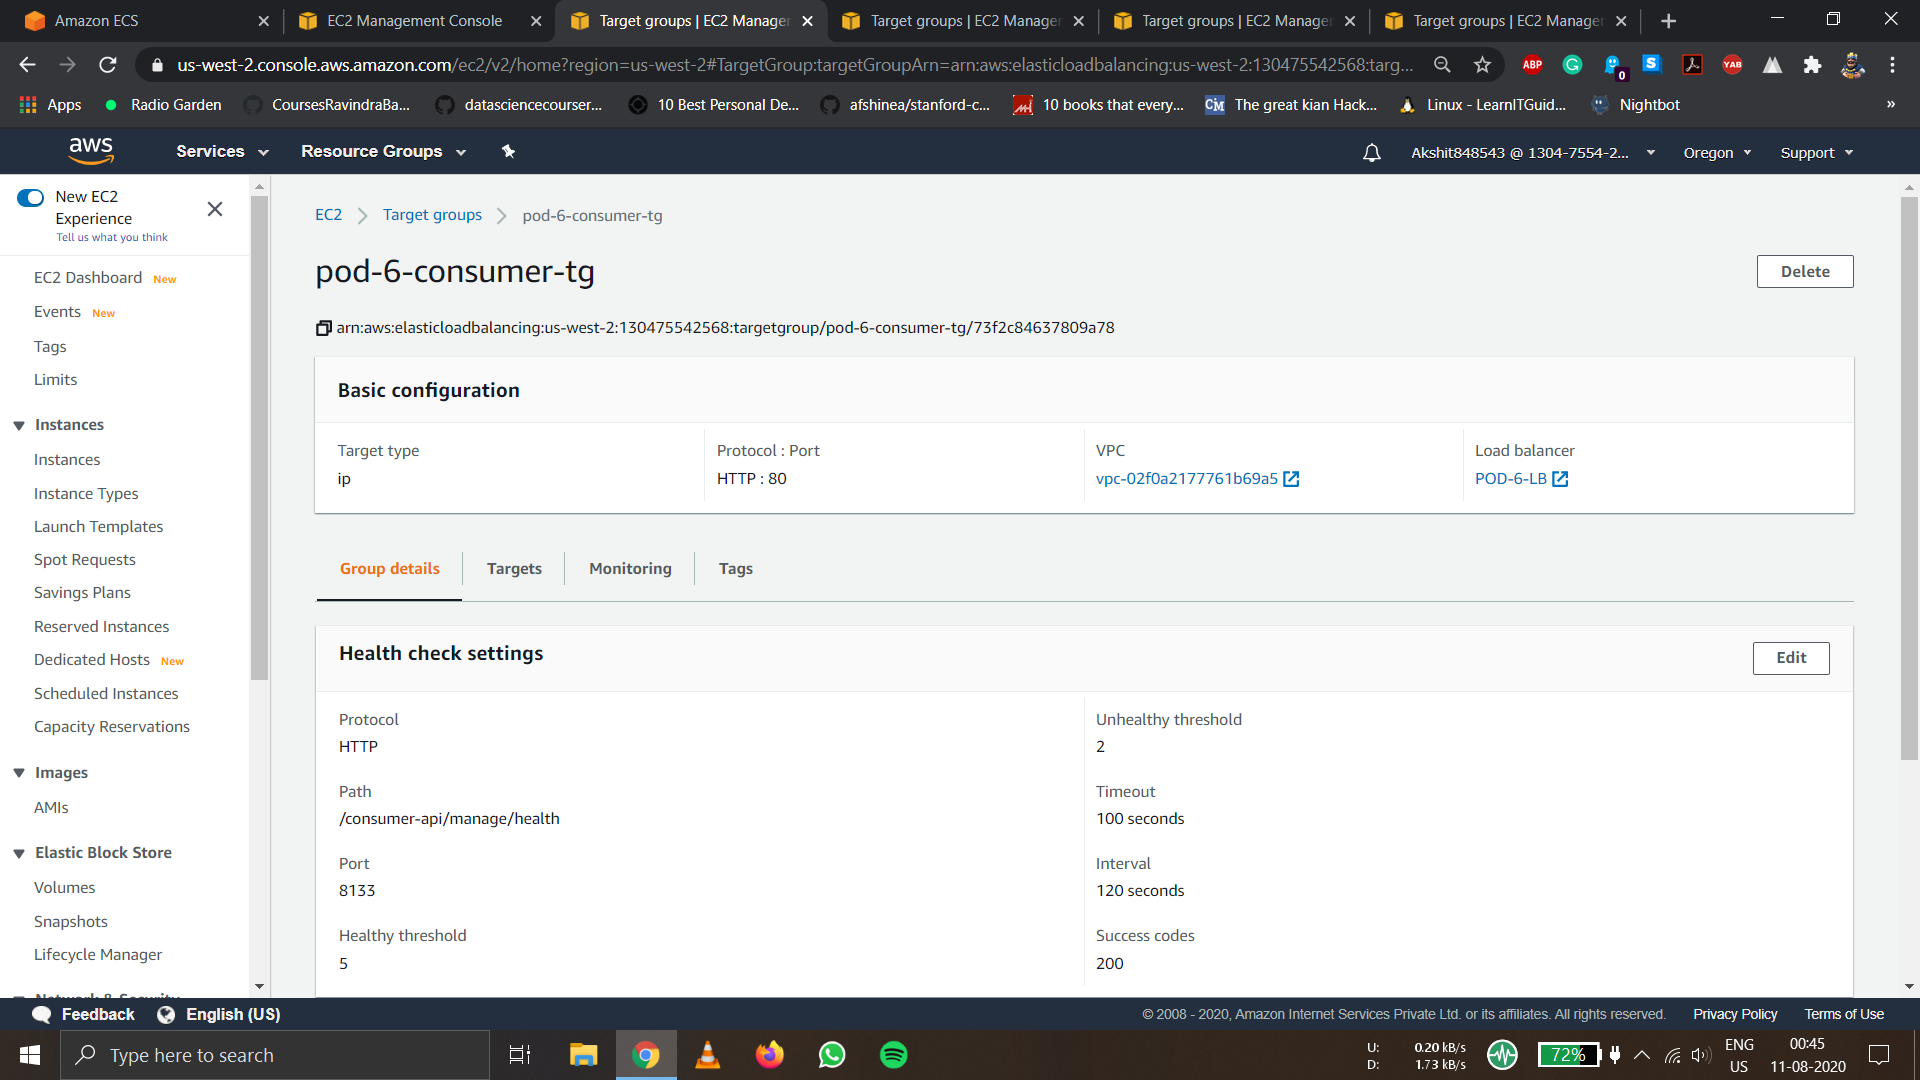 Amazon ECS
EC2 Management Console
Target groups | EC2 Manager
Target groups | EC2 Manager
Target groups | EC2 Manager
Target groups | EC2 Manager
us-west-2.console.aws.amazon.com/ec2/v2/home?region=us-west-2#TargetGroup:targetGroupArn=arn:aws:elasticloadbalancing:us-west-2:130475542568:targ...
ABP
0
S
YAB
Apps
Radio Garden
CoursesRavindraBa...
datasciencecourser...
10 Best Personal De...
afshinea/stanford-c...
10 books that every...
CM
The great kian Hack...
Linux - LearnITGuid...
Nightbot
»
aws
Services
Resource Groups
Akshit848543 @ 1304-7554-2...
Oregon
Support
New EC2
Experience
Tell us what you think
EC2 Dashboard New
Events New
Tags
Limits
Instances
Instances
Instance Types
Launch Templates
Spot Requests
Savings Plans
Reserved Instances
Dedicated Hosts New
Scheduled Instances
Capacity Reservations
Images
AMIs
Elastic Block Store
Volumes
Snapshots
Lifecycle Manager
Network & Security
EC2
Target groups
pod-6-consumer-tg
pod-6-consumer-tg
Delete
arn:aws:elasticloadbalancing:us-west-2:130475542568:targetgroup/pod-6-consumer-tg/73f2c84637809a78
Basic configuration
Target type
ip
Protocol : Port
HTTP : 80
VPC
vpc-02f0a2177761b69a5
Load balancer
POD-6-LB
Group details
Targets
Monitoring
Tags
Health check settings
Edit
Protocol
HTTP
Path
/consumer-api/manage/health
Port
8133
Healthy threshold
5
Unhealthy threshold
2
Timeout
100 seconds
Interval
120 seconds
Success codes
200
Feedback
English (US)
© 2008 - 2020, Amazon Internet Services Private Ltd. or its affiliates. All rights reserved.
Privacy Policy
Terms of Use
Type here to search
U: 0.20 kB/s
D: 1.73 kB/s
72%
ENG
US
00:45
11-08-2020